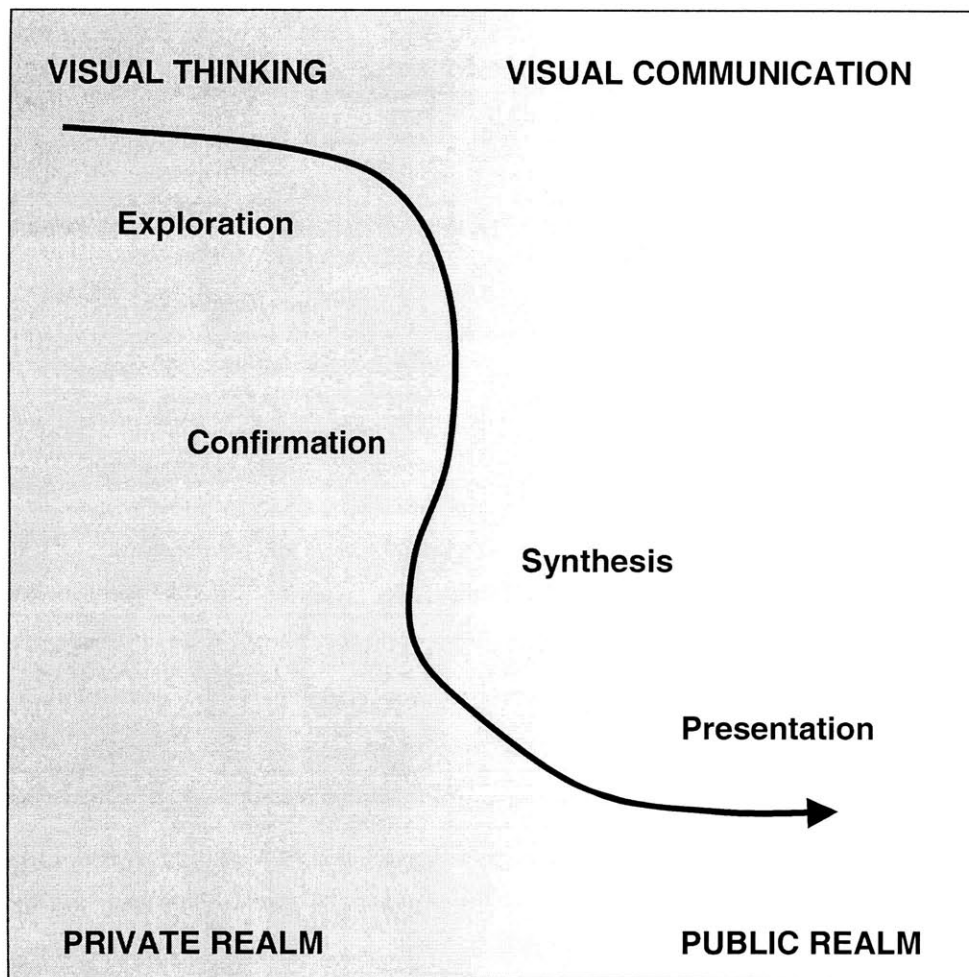 VISUAL THINKING
VISUAL COMMUNICATION
Exploration
Confirmation
Synthesis
Presentation
PRIVATE REALM
PUBLIC REALM